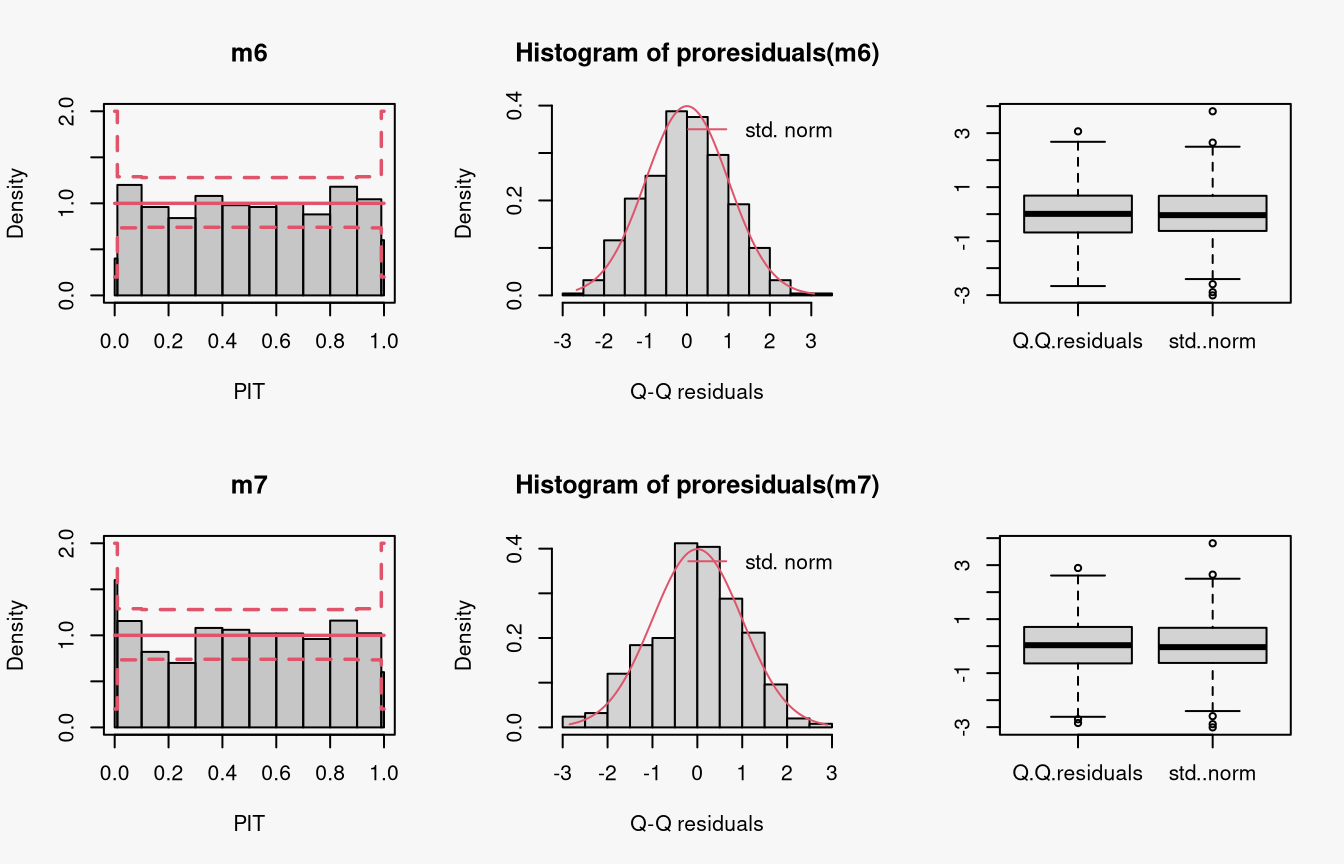 m6
Density
0.0 1.0 2.0
0.0 0.2 0.4 0.6 0.8 1.0
PIT
Histogram of proresiduals(m6)
Density
0.0 0.2 0.4
std. norm
-3 -2 -1 0 1 2 3
Q-Q residuals
-3 -1 1 3
Q.Q.residuals std..norm
m7
Density
0.0 1.0 2.0
0.0 0.2 0.4 0.6 0.8 1.0
PIT
Histogram of proresiduals(m7)
Density
0.0 0.2 0.4
std. norm
-3 -2 -1 0 1 2 3
Q-Q residuals
-3 -1 1 3
Q.Q.residuals std..norm